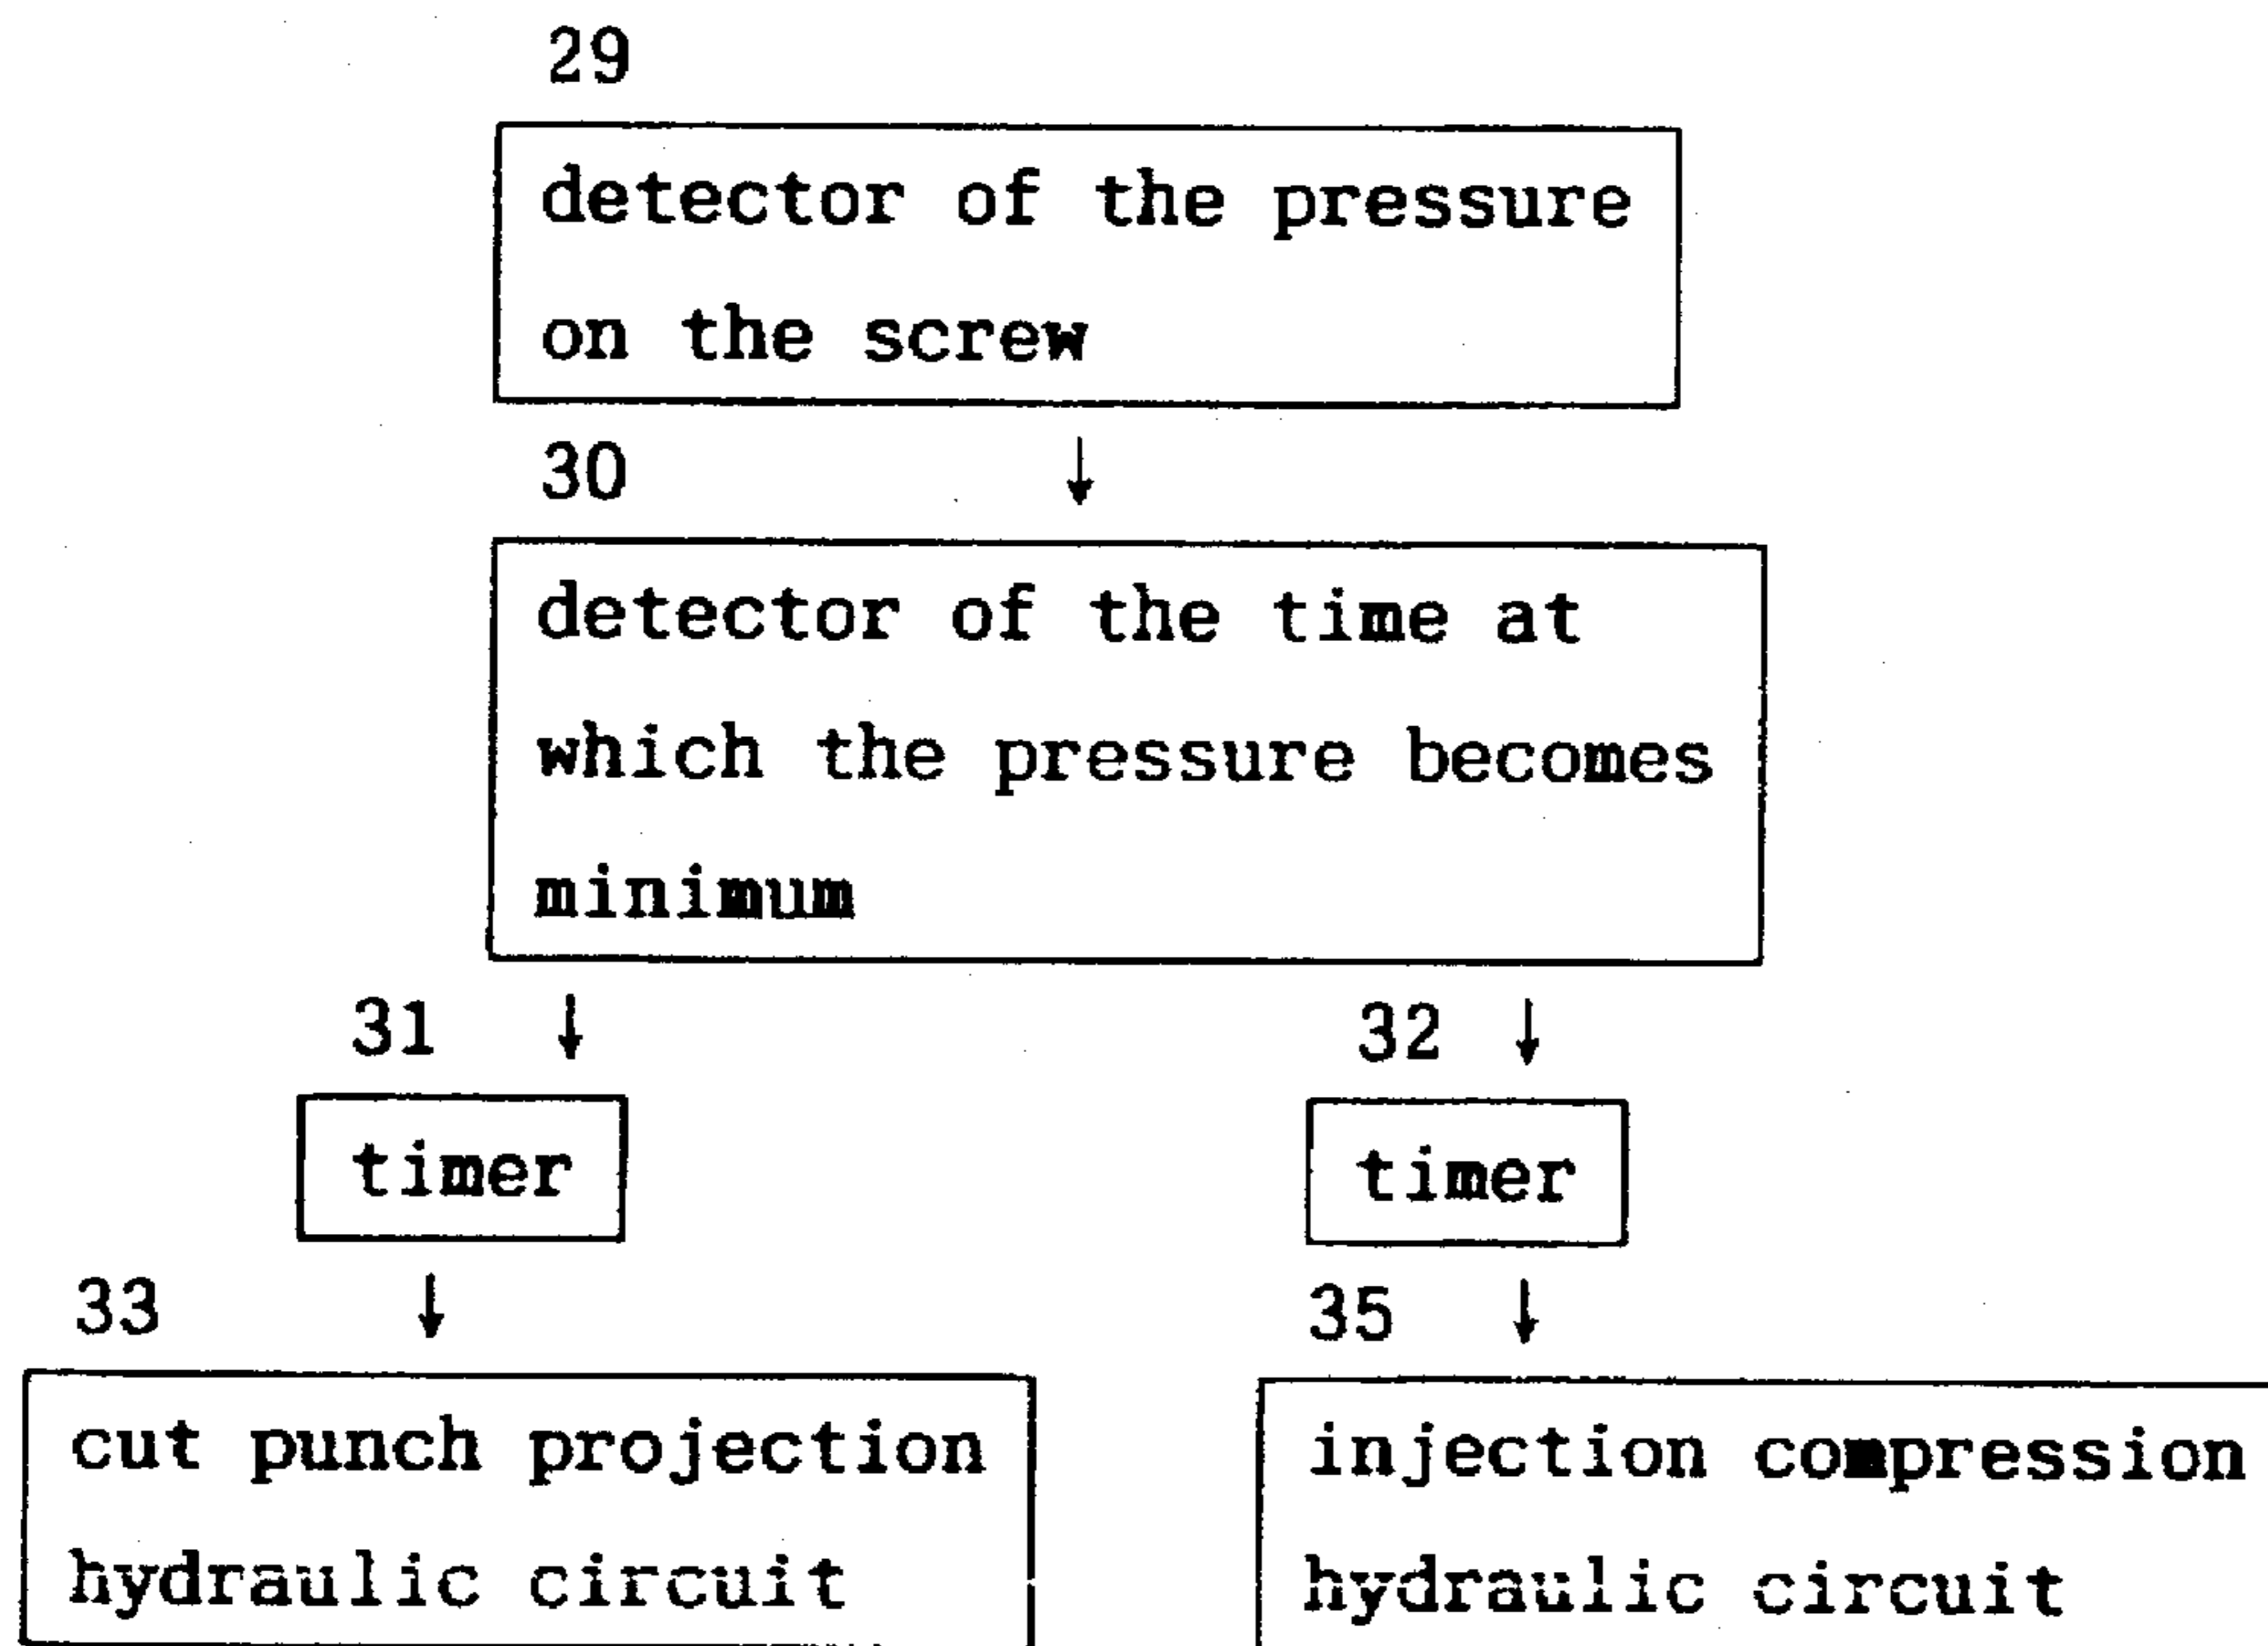 29
detector of the pressure
on the screw
30 ↓
detector of the time at
which the pressure becomes
minimum
31 ↓ 32 ↓
timer timer
33 ↓ 35 ↓
cut punch projection injection compression
hydraulic circuit hydraulic circuit